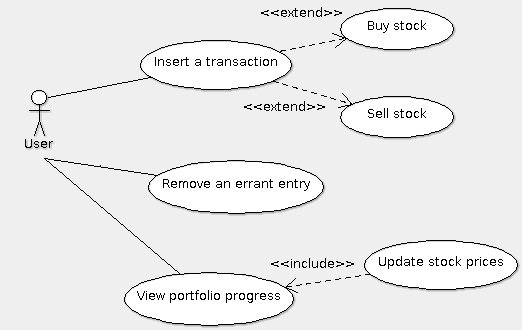 <<extend>>
Buy stock
Insert a transaction
<<extend>>
Sell stock
User
Remove an errant entry
<<include>>
Update stock prices
View portfolio progress